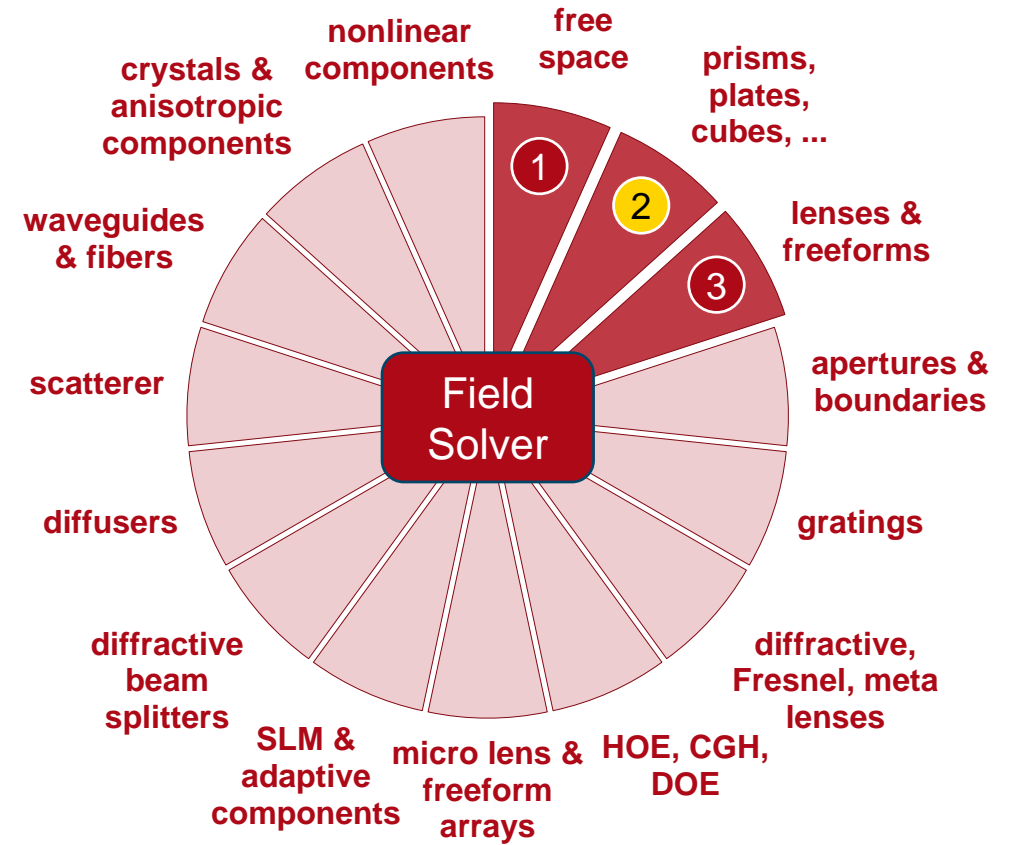 free
space
prisms,
plates,
cubes, ...
lenses &
freeforms
apertures &
boundaries
gratings
diffractive,
Fresnel, meta
lenses
HOE, CGH,
DOE
micro lens &
freeform
arrays
SLM &
adaptive
components
diffractive
beam
splitters
diffusers
scatterer
waveguides
& fibers
crystals &
anisotropic
components
nonlinear
components
1
2
3
Field
Solver